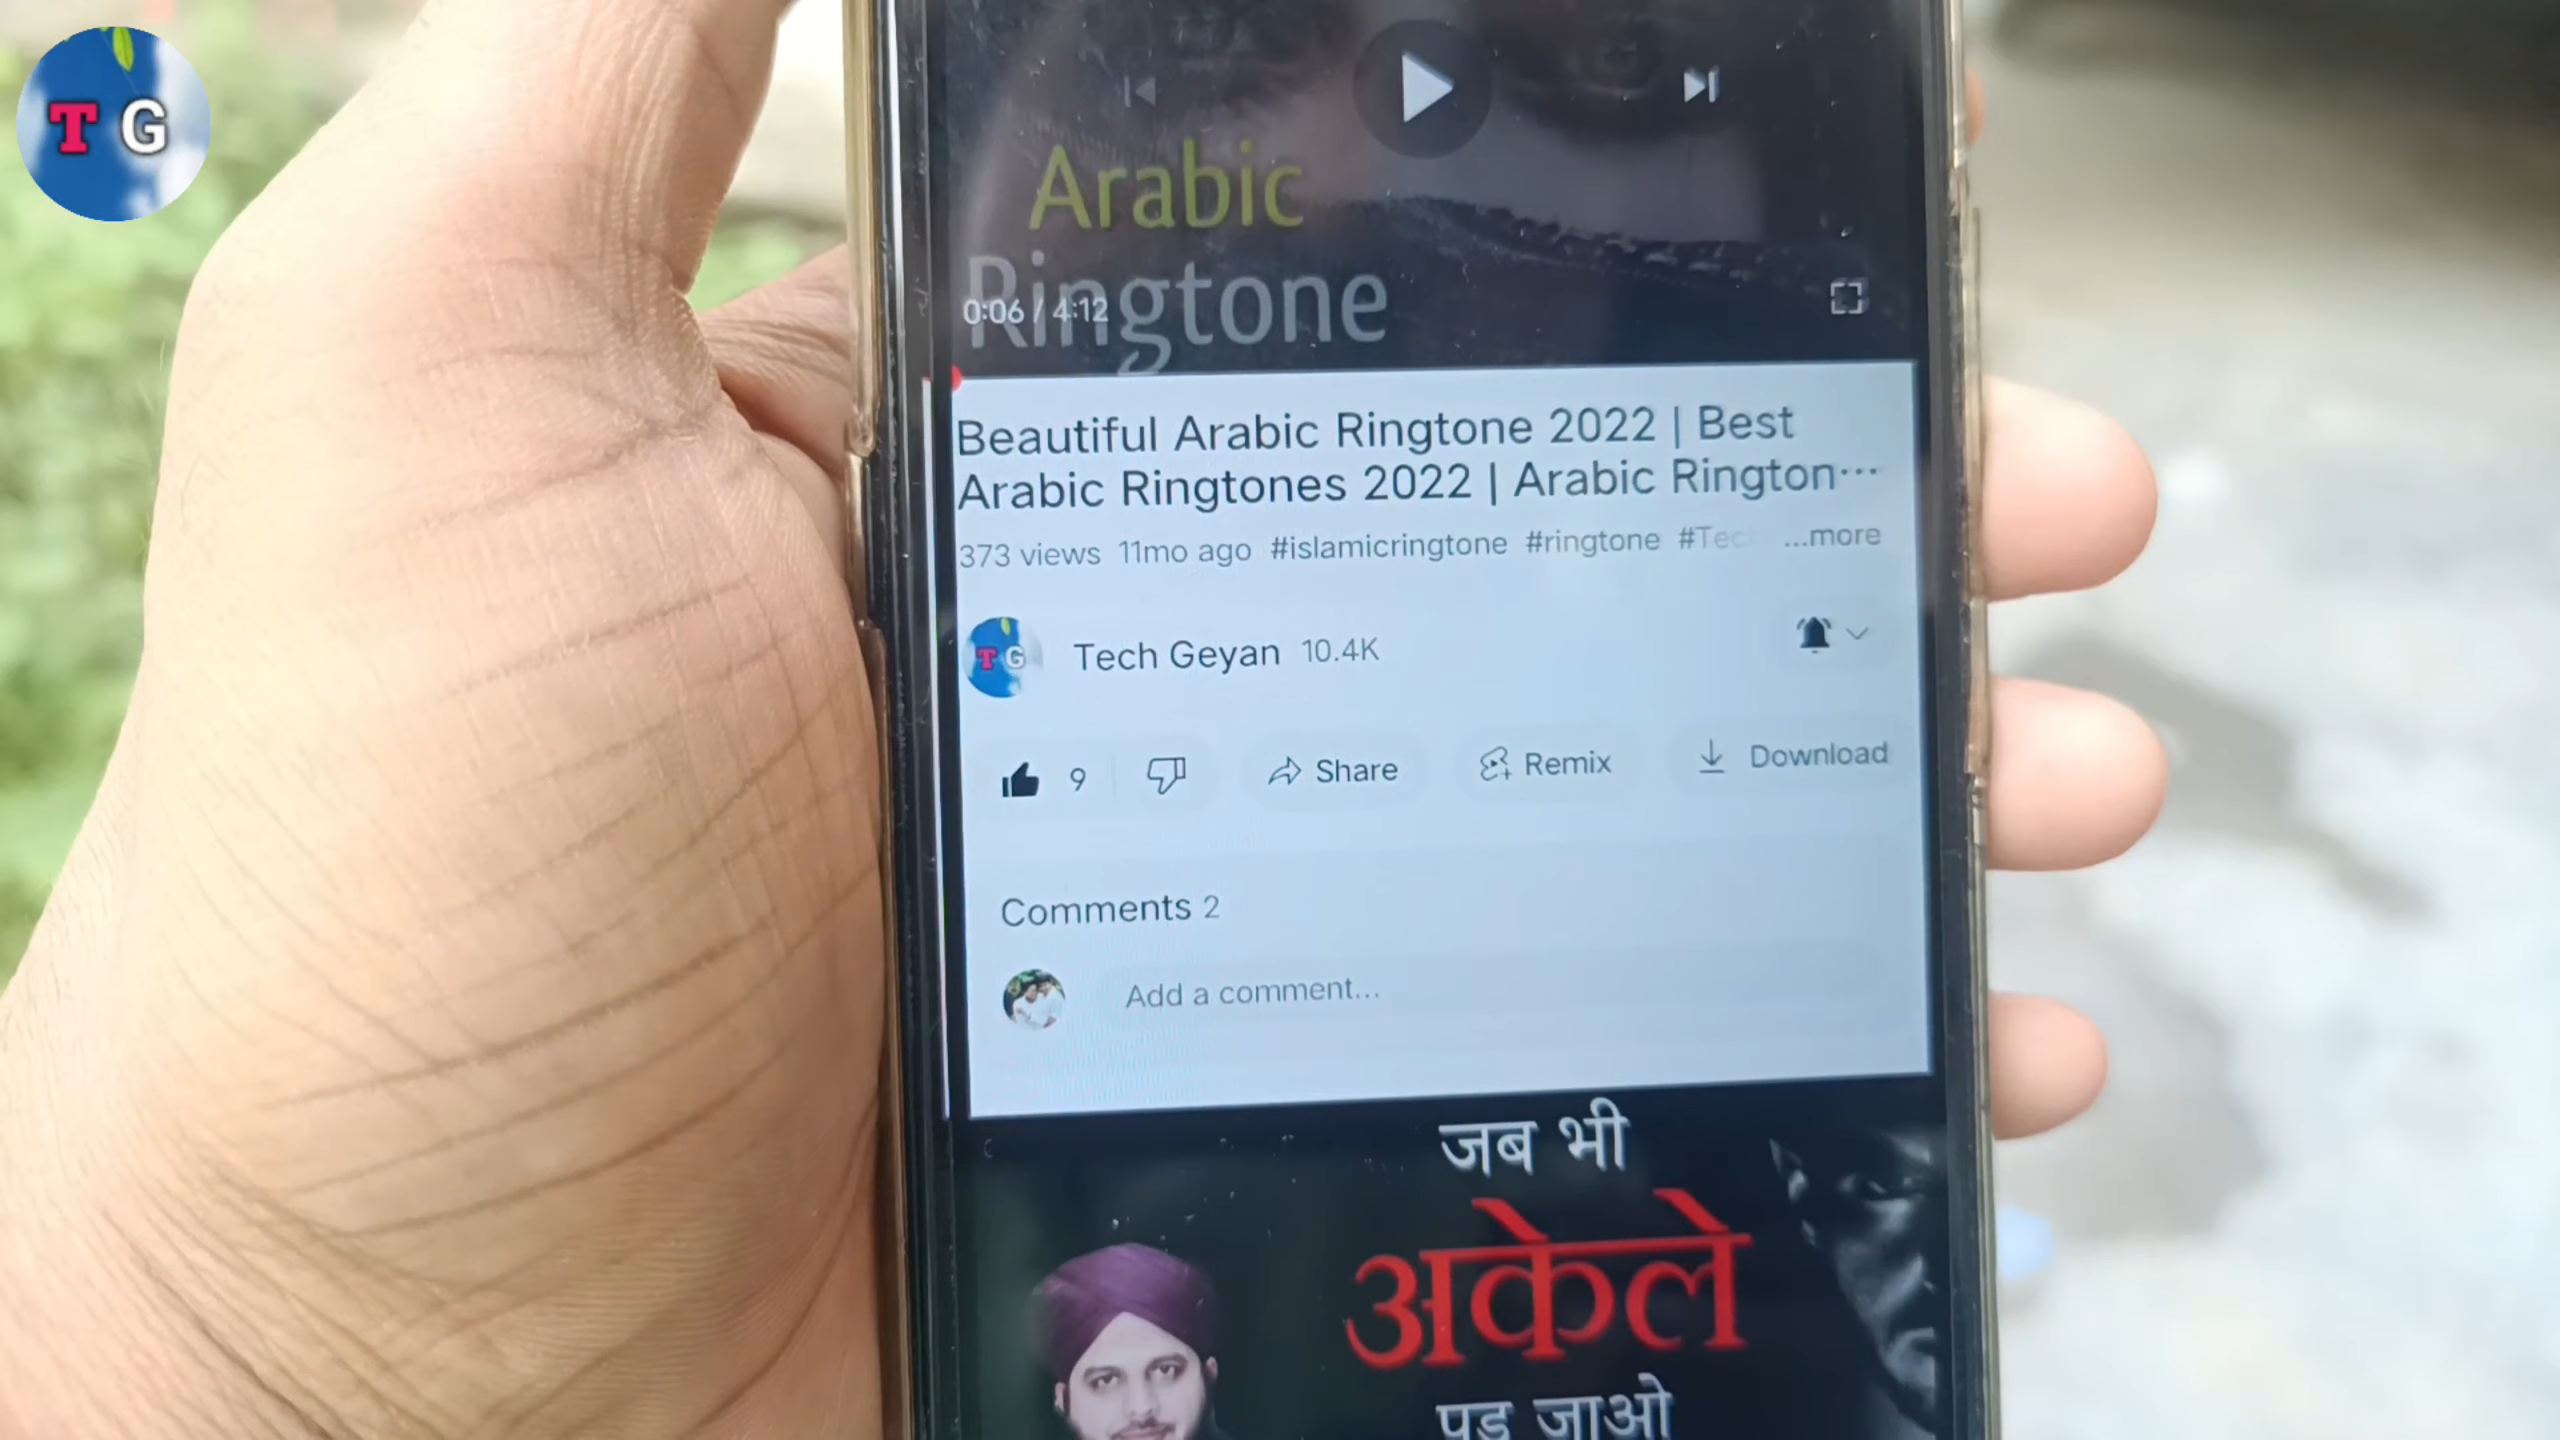 T G
Arabic
Ringtone
0:06 / 4:12
Beautiful Arabic Ringtone 2022 | Best
Arabic Ringtones 2022 | Arabic Rington...
373 views 11mo ago #islamicringtone #ringtone #Tec ...more
T G Tech Geyan 10.4K
9 Share Remix Download
Comments 2
Add a comment...
जब भी
अकेले
पड़ जाओ